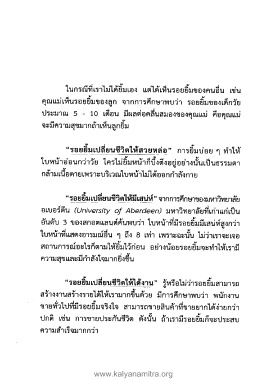 ในกรณีที่เราไม่ได้ยิ้มเอง แต่ได้เห็นรอยยิ้มของคนอื่น เช่น
คุณแม่เห็นรอยยิ้มของลูก จากการศึกษาพบว่า รอยยิ้มของเด็กวัย
ประมาณ 5 - 10 เดือน มีผลต่อคลื่นสมองของคุณแม่ คือคุณแม่
จะมีความสุขมากถ้าเห็นลูกยิ้ม
"รอยยิ้มเปลี่ยนชีวิตให้สวยหล่อ" การยิ้มบ่อย ๆ ทำให้
ใบหน้าอ่อนกว่าวัย ใครไม่ยิ้มหน้าก็บึ้งตึงอยู่อย่างนั้นเป็นธรรมดา
กล้ามเนื้อตายเพราะบริเวณใบหน้าไม่ได้ออกกำลังกาย
"รอยยิ้มเปลี่ยนชีวิตให้มีเสน่ห์" จากการศึกษาของมหาวิทยาลัย
อเบอร์ดีน (University of Aberdeen) มหาวิทยาลัยที่เก่าแก่เป็น
อันดับ 3 ของสกอตแลนด์ค้นพบว่า ใบหน้าที่มีรอยยิ้มมีเสน่ห์สูงกว่า
ใบหน้าที่แสดงอารมณ์อื่น ๆ ถึง 8 เท่า เพราะฉะนั้น ไม่ว่าเราจะเจอ
สถานการณ์อะไรก็ตามให้ยิ้มไว้ก่อน อย่างน้อยรอยยิ้มจะทำให้เรามี
ความสุขและมีกำลังใจมากยิ่งขึ้น
"รอยยิ้มเปลี่ยนชีวิตให้ได้งาน" รู้หรือไม่ว่ารอยยิ้มสามารถ
สร้างงานสร้างรายได้ให้เรามากขึ้นด้วย มีการศึกษาพบว่า พนักงาน
ขายทั่วไปที่มีรอยยิ้มจริงใจ สามารถขายสินค้าที่ขายยากได้ง่ายกว่า
ปกติ เช่น การขายประกันชีวิต ดังนั้น ถ้าเรามีรอยยิ้มก็จะประสบ
ความสำเร็จมากกว่า
www.kalyanamitra.org